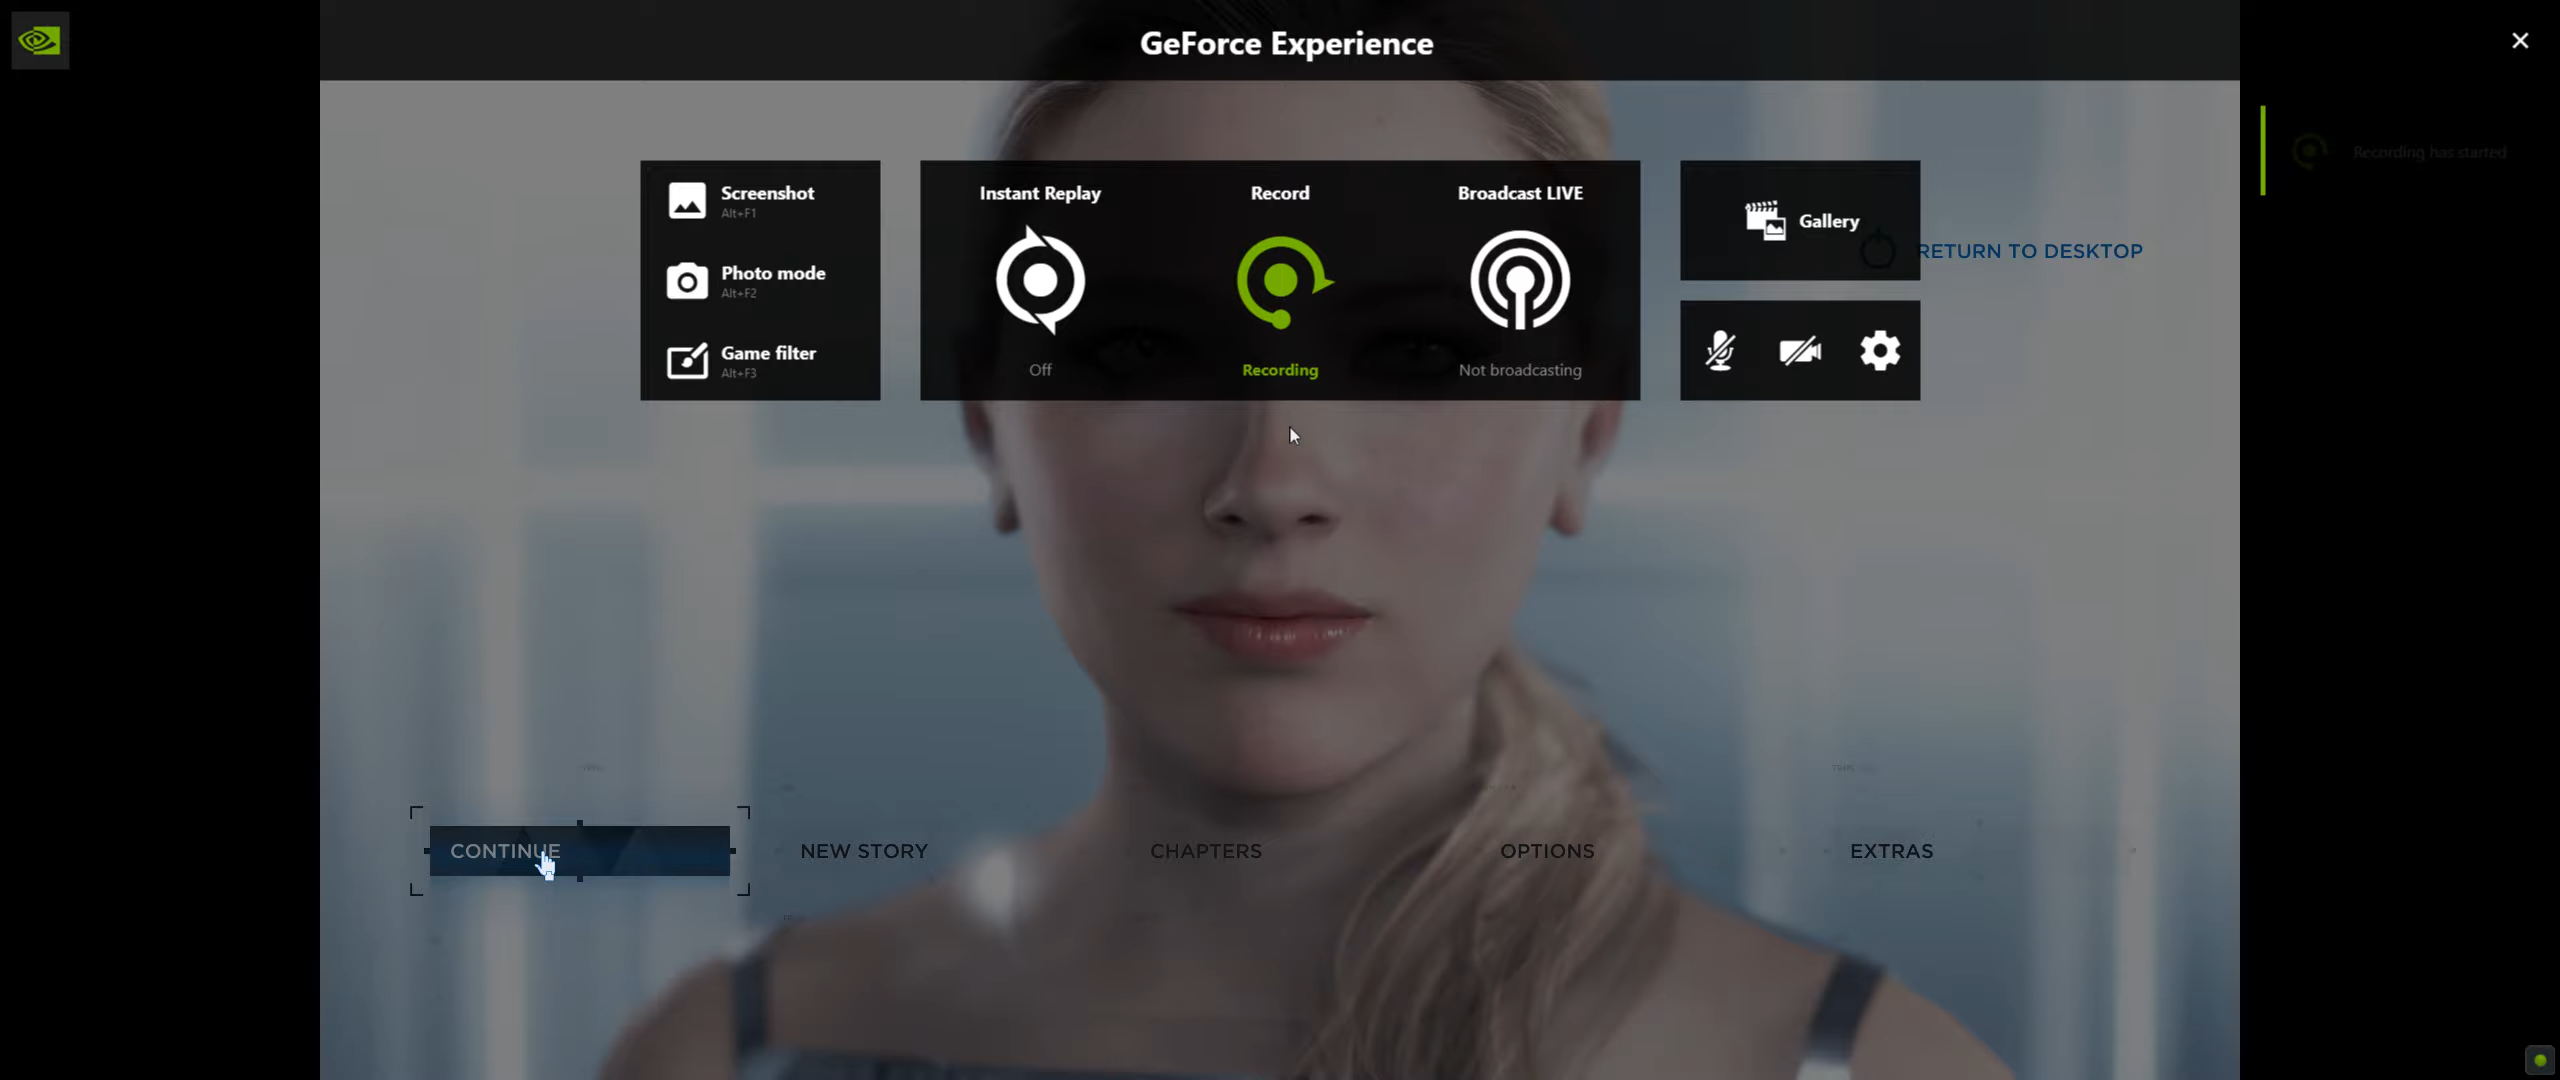 GeForce Experience
Recording has started
Screenshot
Alt+F1
Photo mode
Alt+F2
Game filter
Alt+F3
Instant Replay
Off
Record
Recording
Broadcast LIVE
Not broadcasting
Gallery
RETURN TO DESKTOP
CONTINUE
NEW STORY
CHAPTERS
OPTIONS
EXTRAS